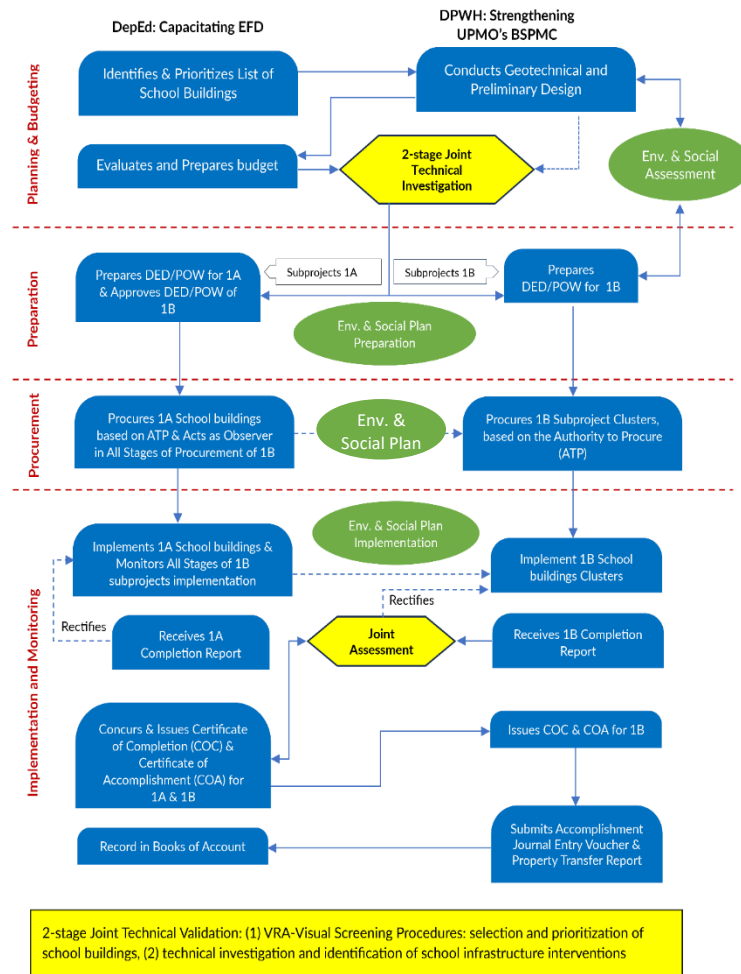 DepEd: Capacitating EFD
DPWH: Strengthening
UPMO's BSPMC
Planning & Budgeting
Identifies & Prioritizes List of
School Buildings
Conducts Geotechnical and
Preliminary Design
Evaluates and Prepares budget
2-stage Joint
Technical
Investigation
Env. & Social
Assessment
Preparation
Prepares DED/POW for 1A
& Approves DED/POW of
1B
Subprojects 1A
Subprojects 1B
Prepares
DED/POW for 1B
Env. & Social Plan
Preparation
Procurement
Procures 1A School buildings
based on ATP & Acts as Observer
in All Stages of Procurement of 1B
Env. &
Social Plan
Procures 1B Subproject Clusters,
based on the Authority to Procure
(ATP)
Implementation and Monitoring
Implements 1A School buildings &
Monitors All Stages of 1B
subprojects implementation
Env. & Social Plan
Implementation
Implement 1B School
buildings Clusters
Rectifies
Rectifies
Receives 1A
Completion Report
Joint
Assessment
Receives 1B Completion
Report
Concurs & Issues Certificate
of Completion (COC) &
Certificate of
Accomplishment (COA) for
1A & 1B
Issues COC & COA for 1B
Record in Books of Account
Submits Accomplishment
Journal Entry Voucher &
Property Transfer Report
2-stage Joint Technical Validation: (1) VRA-Visual Screening Procedures: selection and prioritization of
school buildings, (2) technical investigation and identification of school infrastructure interventions